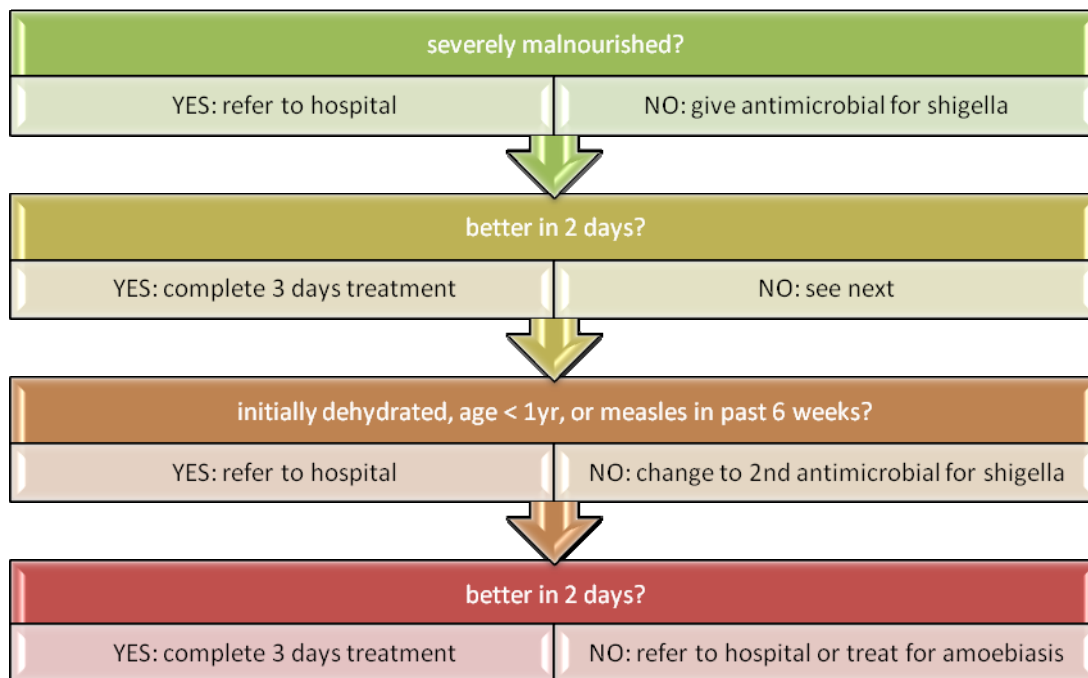 severely malnourished?
YES: refer to hospital
NO: give antimicrobial for shigella
better in 2 days?
YES: complete 3 days treatment
NO: see next
initially dehydrated, age < 1yr, or measles in past 6 weeks?
YES: refer to hospital
NO: change to 2nd antimicrobial for shigella
better in 2 days?
YES: complete 3 days treatment
NO: refer to hospital or treat for amoebiasis